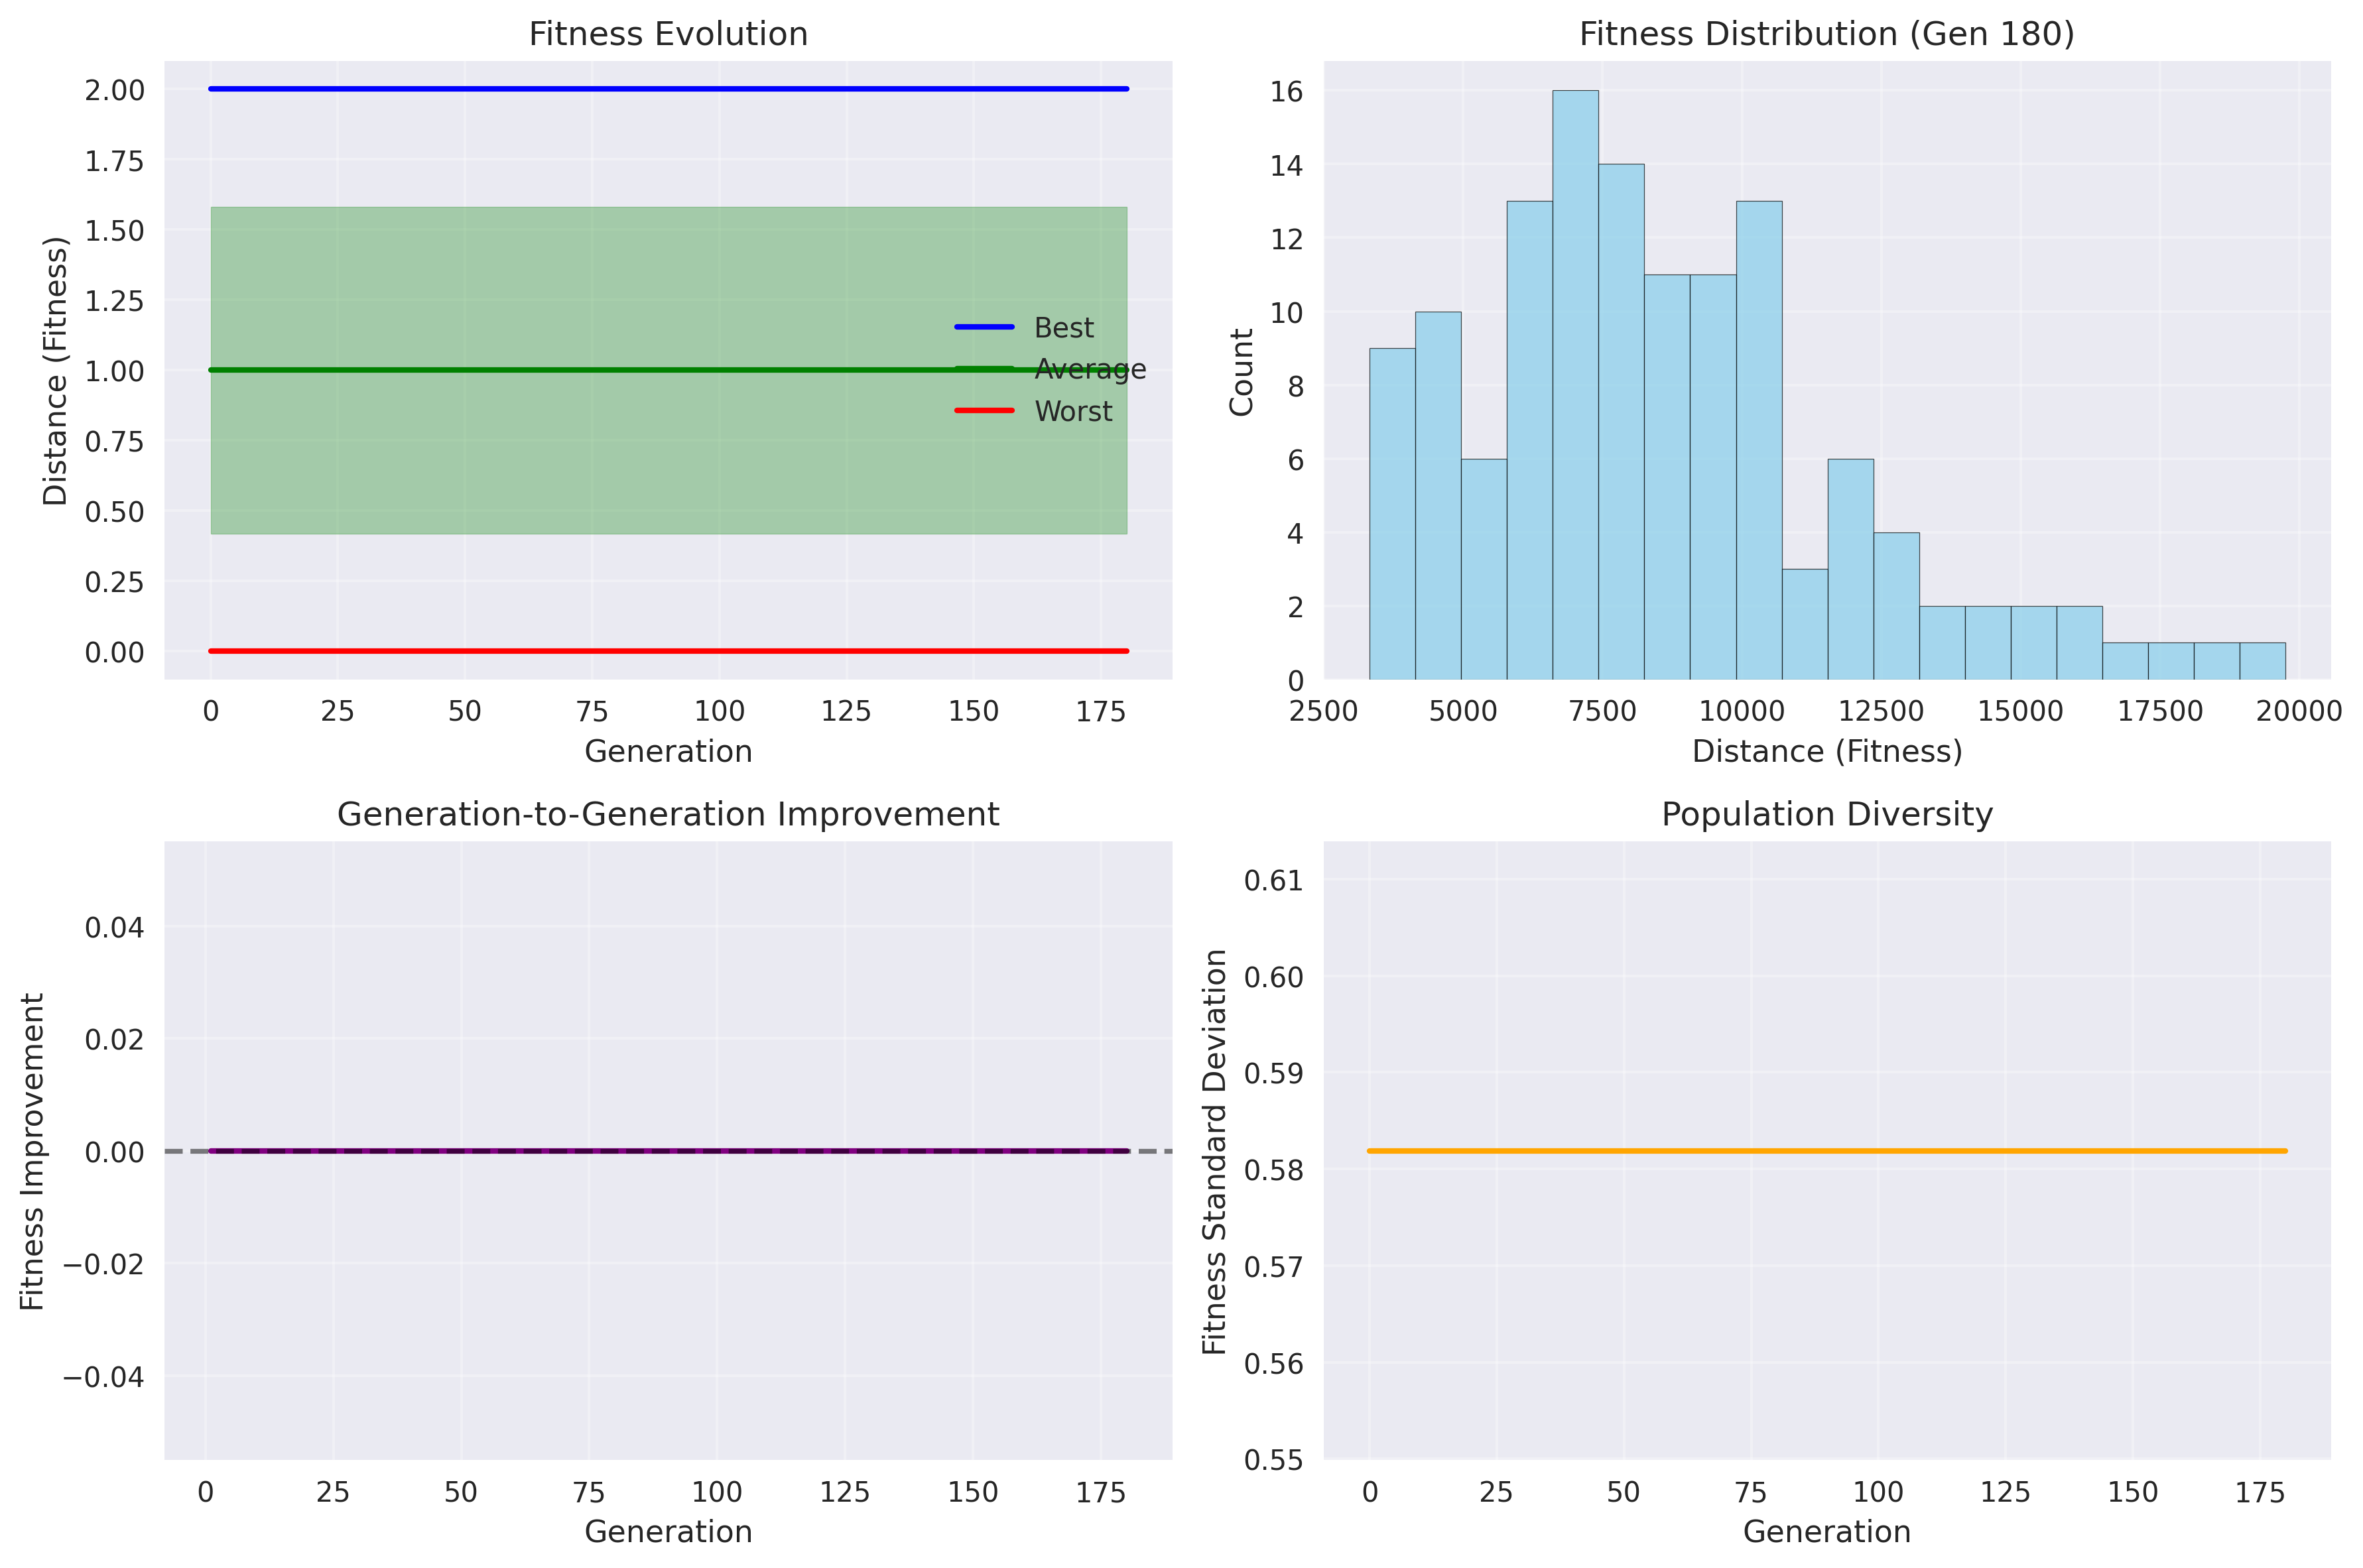 Fitness Evolution
Distance (Fitness)
2.00
1.75
1.50
1.25
1.00
0.75
0.50
0.25
0.00
Best
Average
Worst
0 25 50 75 100 125 150 175
Generation
Fitness Distribution (Gen 180)
Count
16
14
12
10
8
6
4
2
0
2500 5000 7500 10000 12500 15000 17500 20000
Distance (Fitness)
Generation-to-Generation Improvement
Fitness Improvement
0.04
0.02
0.00
−0.02
−0.04
0 25 50 75 100 125 150 175
Generation
Population Diversity
Fitness Standard Deviation
0.61
0.60
0.59
0.58
0.57
0.56
0.55
0 25 50 75 100 125 150 175
Generation